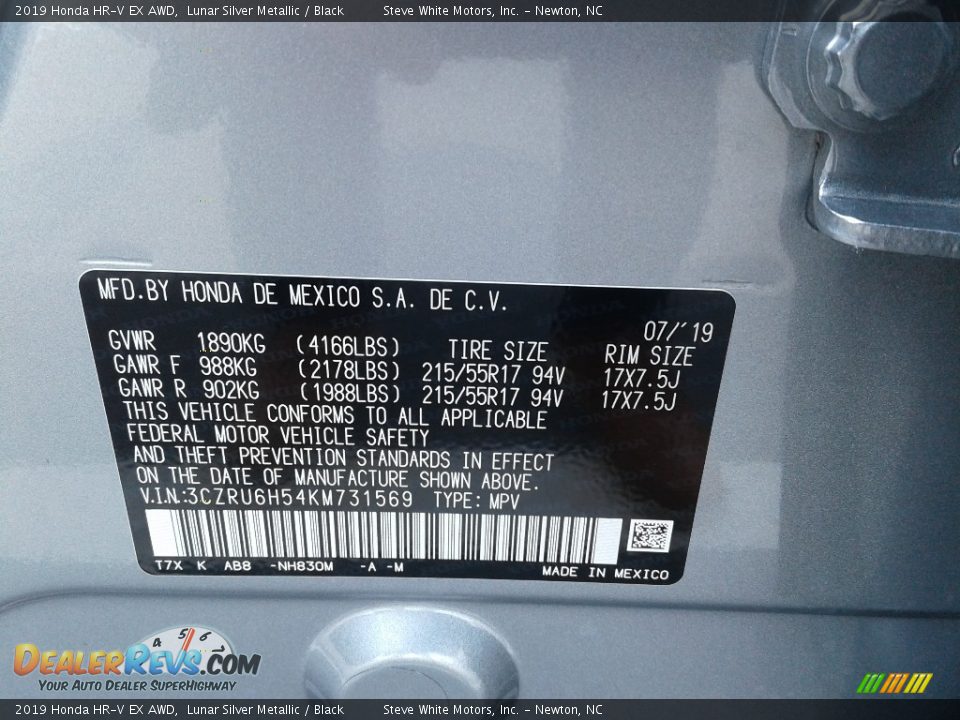 2019 Honda HR-V EX AWD,  Lunar Silver Metallic / Black          Steve White Motors, Inc. - Newton, NC
MFD.BY HONDA DE MEXICO S.A. DE C.V.
07/´19
GVWR 1890KG (4166LBS) TIRE SIZE RIM SIZE
GAWR F 988KG (2178LBS) 215/55R17 94V 17X7.5J
GAWR R 902KG (1988LBS) 215/55R17 94V 17X7.5J
THIS VEHICLE CONFORMS TO ALL APPLICABLE
FEDERAL MOTOR VEHICLE SAFETY
AND THEFT PREVENTION STANDARDS IN EFFECT
ON THE DATE OF MANUFACTURE SHOWN ABOVE.
V.I.N.:3CZRU6H54KM731569 TYPE: MPV
T7X K AB8 -NH830M -A -M
MADE IN MEXICO
4 5 6
DEALERREVS.COM
YOUR AUTO DEALER SUPERHIGHWAY
2019 Honda HR-V EX AWD,  Lunar Silver Metallic / Black          Steve White Motors, Inc. - Newton, NC